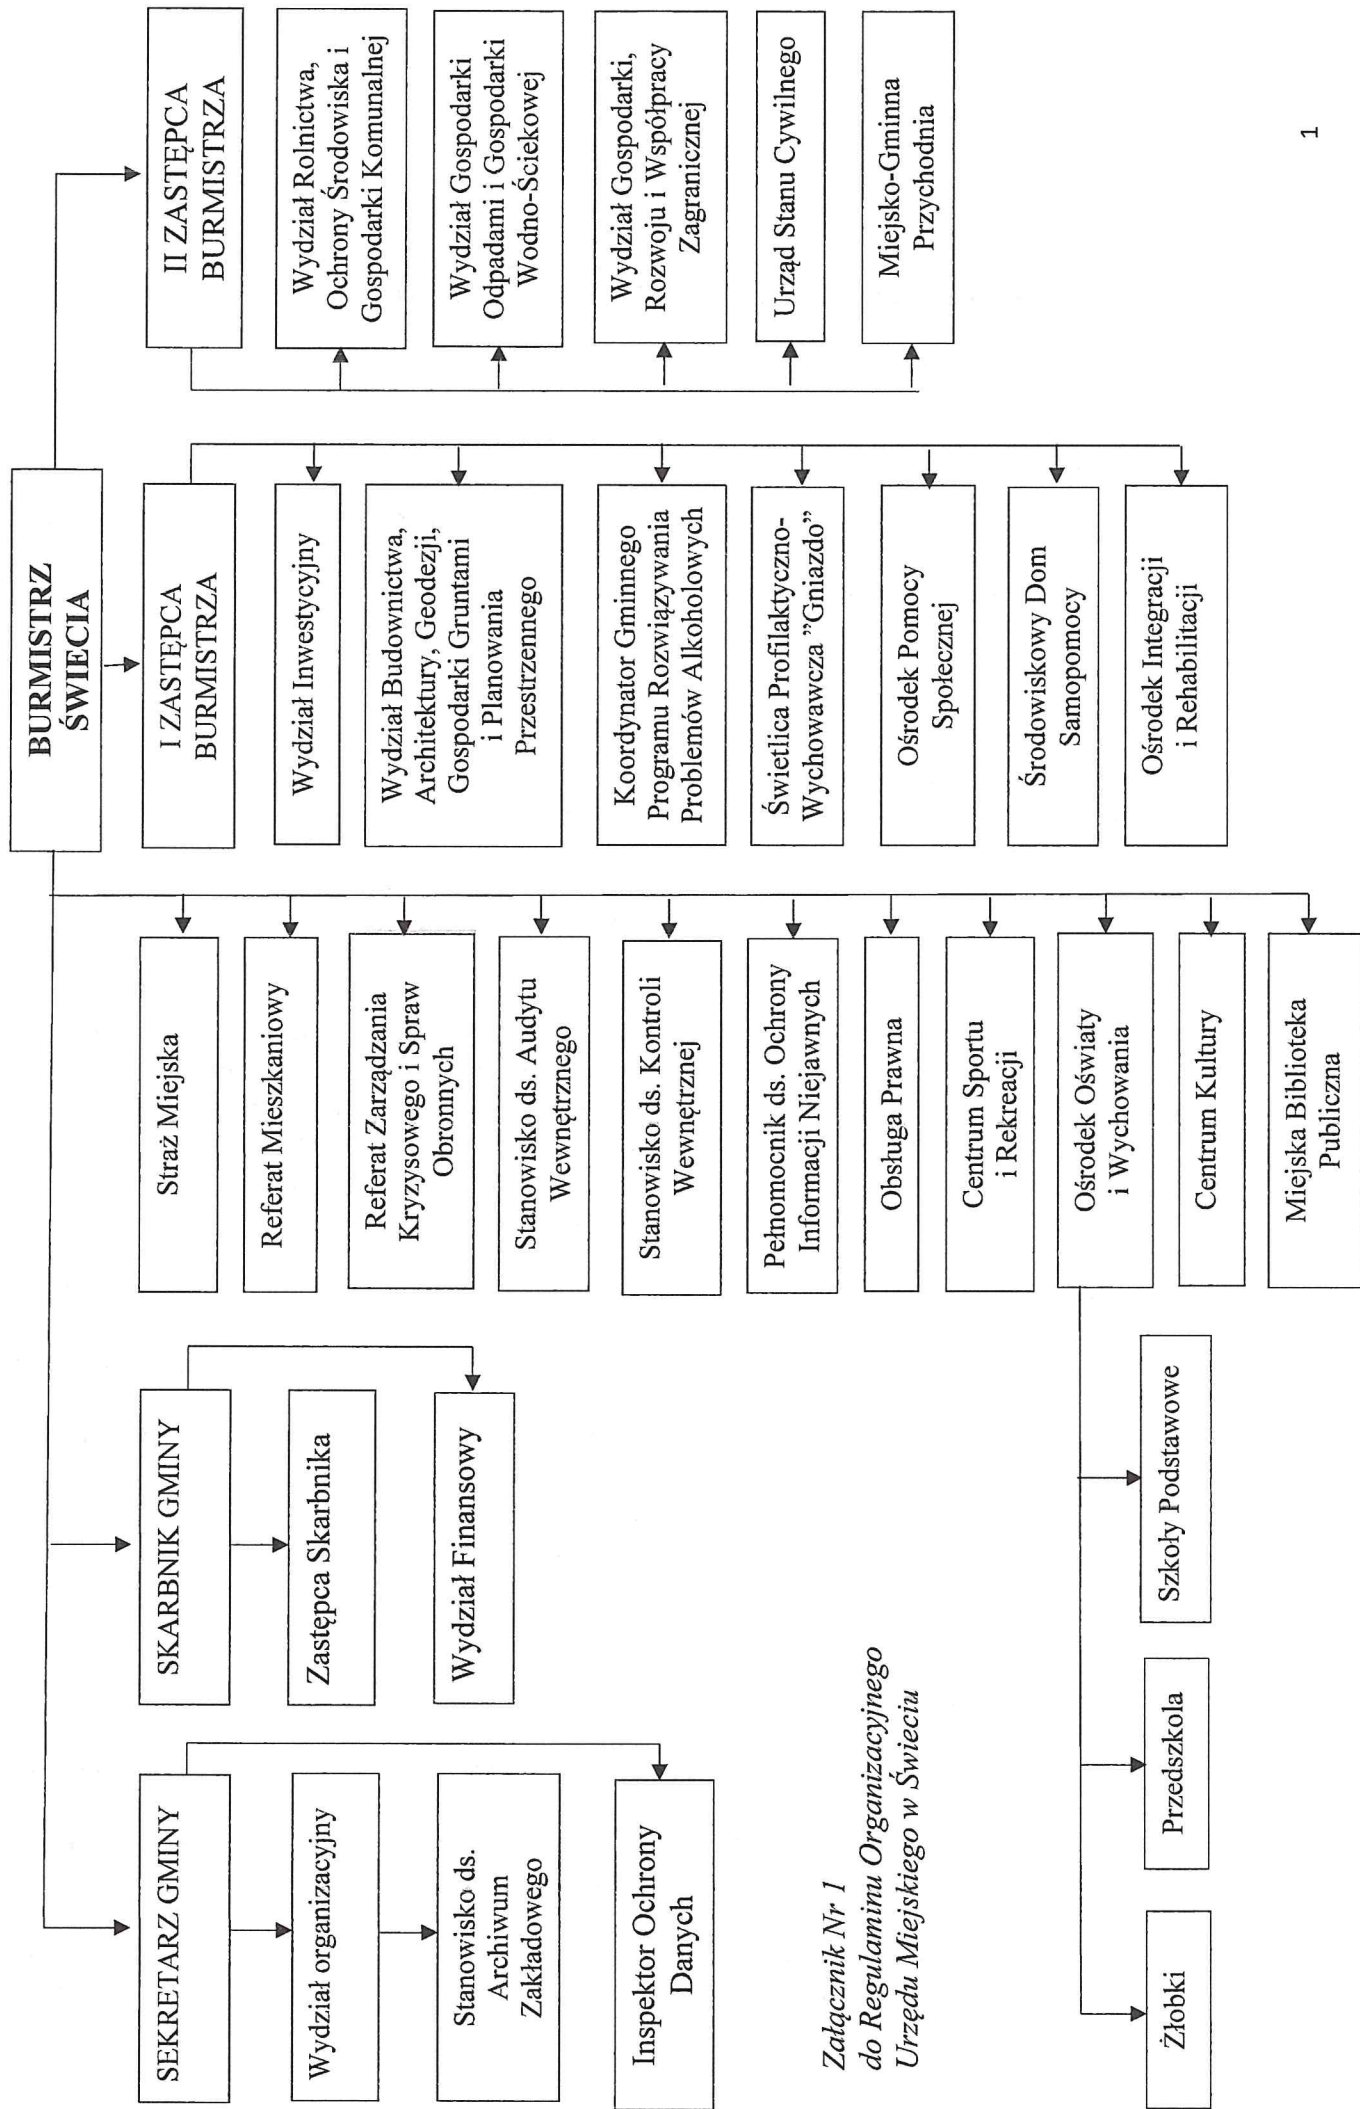 BURMISTRZ
ŚWIECIA
SEKRETARZ GMINY
Wydział organizacyjny
Stanowisko ds.
Archiwum
Zakładowego
Inspektor Ochrony
Danych
SKARBNIK GMINY
Zastępca Skarbnika
Wydział Finansowy
Straż Miejska
Referat Mieszkaniowy
Referat Zarządzania
Kryzysowego i Spraw
Obronnych
Stanowisko ds. Audytu
Wewnętrznego
Stanowisko ds. Kontroli
Wewnętrznej
Pełnomocnik ds. Ochrony
Informacji Niejawnych
Obsługa Prawna
Centrum Sportu
i Rekreacji
Ośrodek Oświaty
i Wychowania
Centrum Kultury
Miejska Biblioteka
Publiczna
I ZASTĘPCA
BURMISTRZA
Wydział Inwestycyjny
Wydział Budownictwa,
Architektury, Geodezji,
Gospodarki Gruntami
i Planowania
Przestrzennego
Koordynator Gminnego
Programu Rozwiązywania
Problemów Alkoholowych
Świetlica Profilaktyczno-
Wychowawcza ”Gniazdo”
Ośrodek Pomocy
Społecznej
Środowiskowy Dom
Samopomocy
Ośrodek Integracji
i Rehabilitacji
II ZASTĘPCA
BURMISTRZA
Wydział Rolnictwa,
Ochrony Środowiska i
Gospodarki Komunalnej
Wydział Gospodarki
Odpadami i Gospodarki
Wodno-Ściekowej
Wydział Gospodarki,
Rozwoju i Współpracy
Zagranicznej
Urząd Stanu Cywilnego
Miejsko-Gminna
Przychodnia
Załącznik Nr 1
do Regulaminu Organizacyjnego
Urzędu Miejskiego w Świeciu
Żłobki
Przedszkola
Szkoły Podstawowe
1